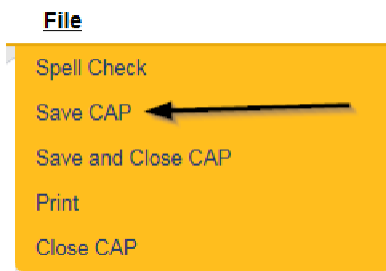 File
Spell Check
Save CAP
Save and Close CAP
Print
Close CAP